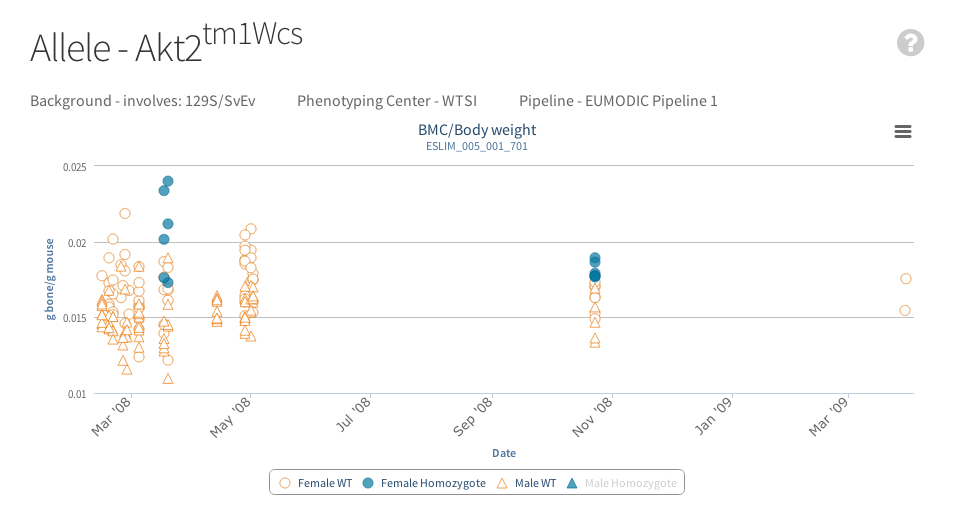 Allele - Akt2tm1Wcs
?
Background - involves: 129S/SvEv Phenotyping Center - WTSI Pipeline - EUMODIC Pipeline 1
BMC/Body weight
ESLIM_005_001_701
g bone/g mouse
0.025
0.02
0.015
0.01
Mar '08 May '08 Jul '08 Sep '08 Nov '08 Jan '09 Mar '09
Date
Female WT Female Homozygote Male WT Male Homozygote